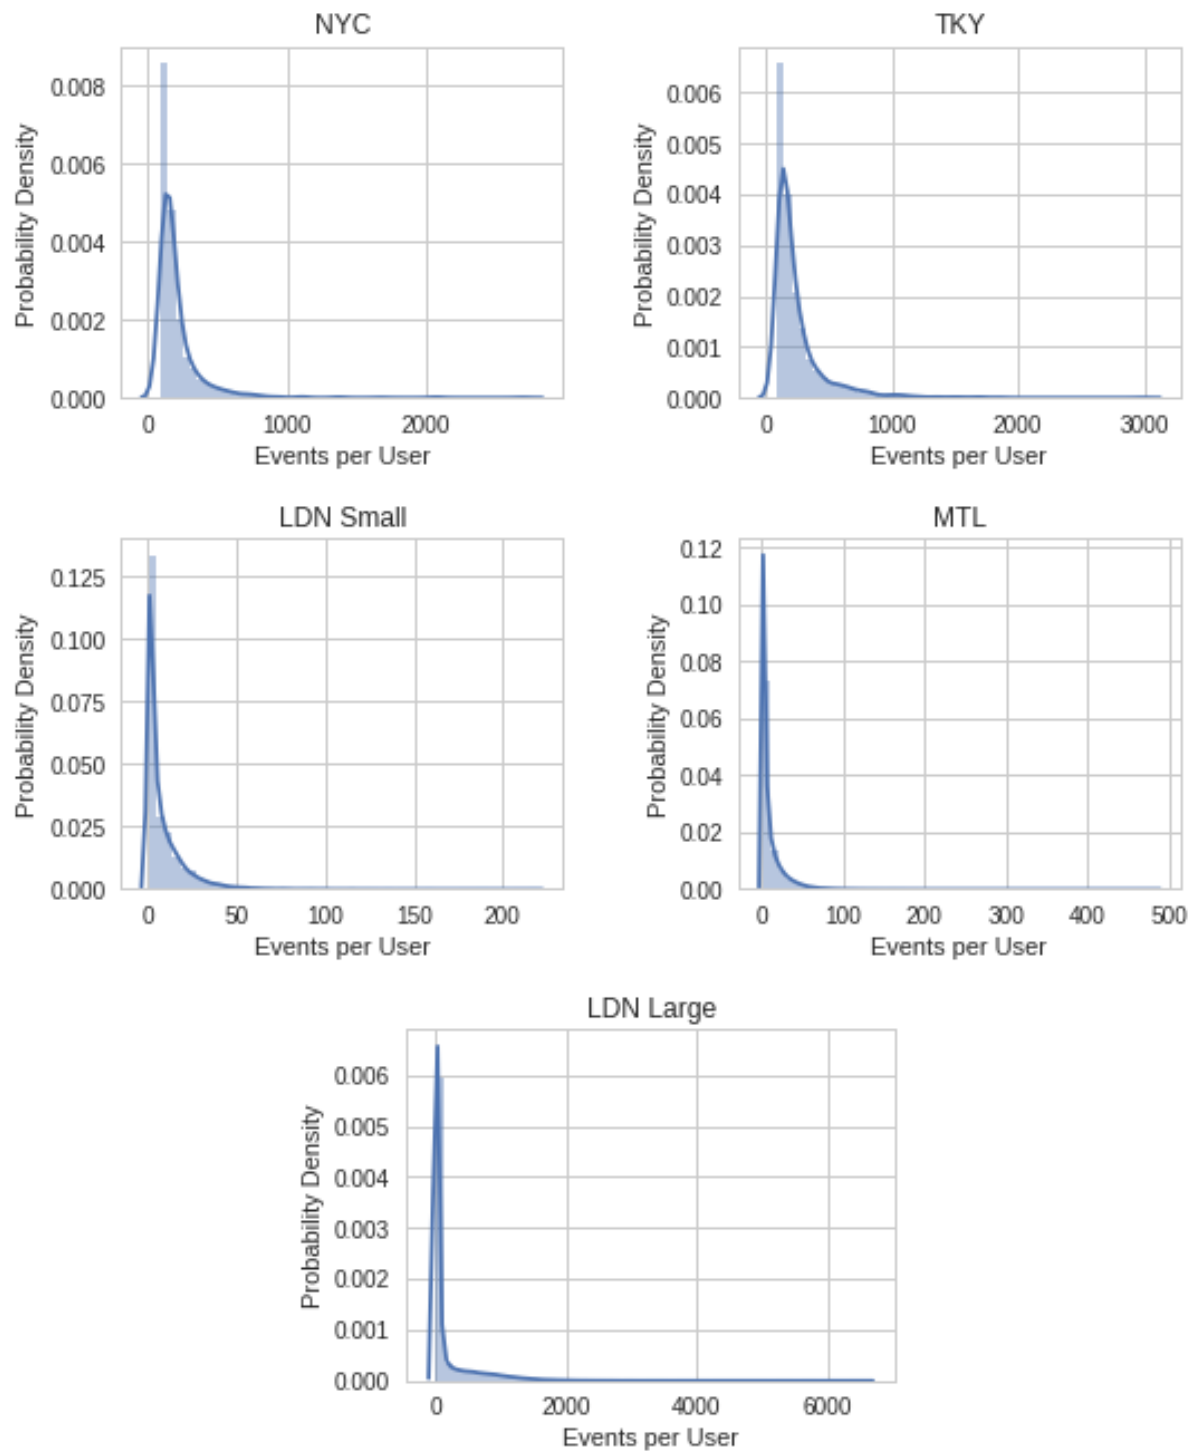 NYC
Probability Density
0.008
0.006
0.004
0.002
0.000
0 1000 2000
Events per User
TKY
Probability Density
0.006
0.005
0.004
0.003
0.002
0.001
0.000
0 1000 2000 3000
Events per User
LDN Small
Probability Density
0.125
0.100
0.075
0.050
0.025
0.000
0 50 100 150 200
Events per User
MTL
Probability Density
0.12
0.10
0.08
0.06
0.04
0.02
0.00
0 100 200 300 400 500
Events per User
LDN Large
Probability Density
0.006
0.005
0.004
0.003
0.002
0.001
0.000
0 2000 4000 6000
Events per User